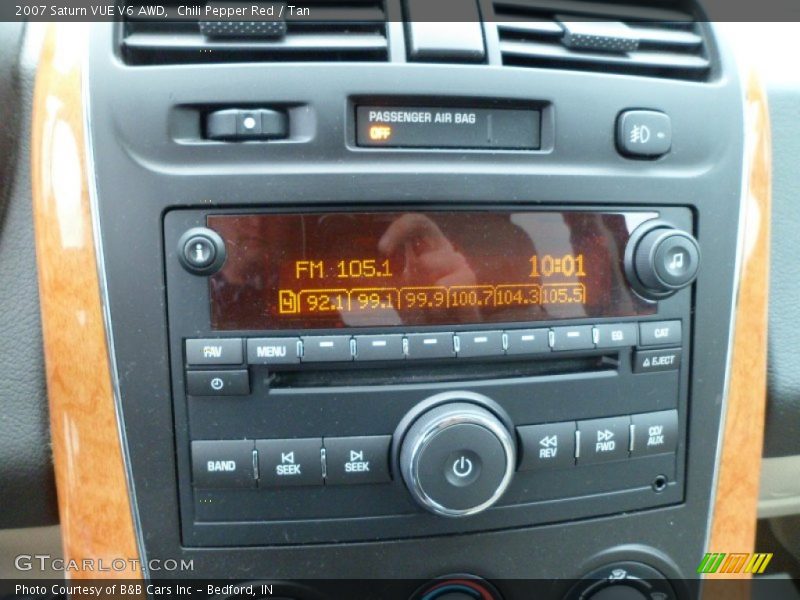 2007 Saturn VUE V6 AWD, Chili Pepper Red / Tan
PASSENGER AIR BAG
OFF
FM 105.1 10:01
4 92.1 99.1 99.9 100.7 104.3 105.5
FAV MENU EQ CAT
EJECT
BAND SEEK SEEK REV FWD CD/AUX
GTCARLOT.COM
Photo Courtesy of B&B Cars Inc - Bedford, IN